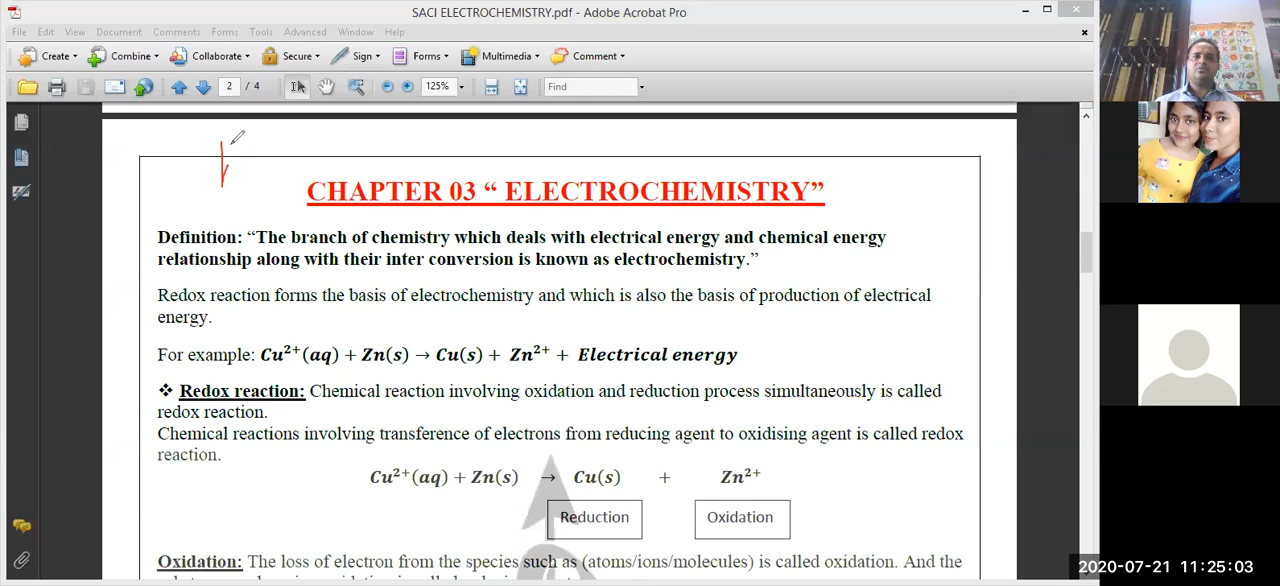 SACI ELECTROCHEMISTRY.pdf - Adobe Acrobat Pro
File Edit View Document Comments Forms Tools Advanced Window Help
Create Combine Collaborate Secure Sign Forms Multimedia Comment
2 / 4 125% Find
CHAPTER 03 “ ELECTROCHEMISTRY”
Definition: “The branch of chemistry which deals with electrical energy and chemical energy
relationship along with their inter conversion is known as electrochemistry.”
Redox reaction forms the basis of electrochemistry and which is also the basis of production of electrical
energy.
For example: Cu²⁺(aq) + Zn(s) → Cu(s) + Zn²⁺ + Electrical energy
❖ Redox reaction: Chemical reaction involving oxidation and reduction process simultaneously is called
redox reaction.
Chemical reactions involving transference of electrons from reducing agent to oxidising agent is called redox
reaction.
Cu²⁺(aq) + Zn(s) → Cu(s) + Zn²⁺
Reduction Oxidation
Oxidation: The loss of electron from the species such as (atoms/ions/molecules) is called oxidation. And the
2020-07-21 11:25:03